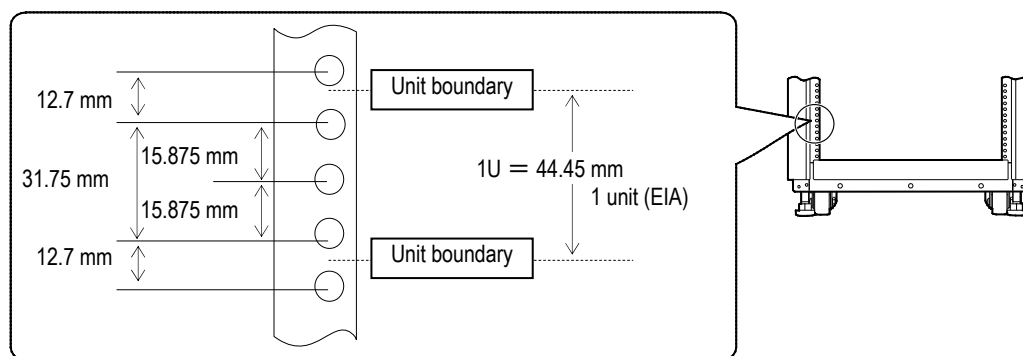 12.7 mm
Unit boundary
15.875 mm
31.75 mm
1U = 44.45 mm
1 unit (EIA)
15.875 mm
12.7 mm
Unit boundary